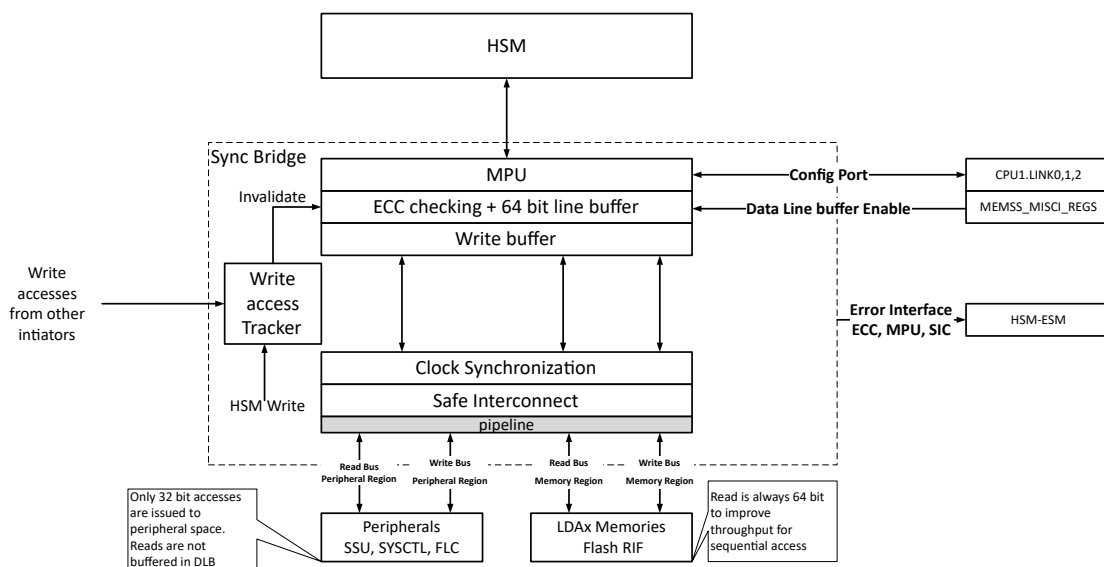 HSM
Sync Bridge
MPU
Config Port
CPU1.LINK0,1,2
Invalidate
ECC checking + 64 bit line buffer
Data Line buffer Enable
MEMSS_MISCI_REGS
Write buffer
Write
accesses
from other
intiators
Write
access
Tracker
Error Interface
ECC, MPU, SIC
HSM-ESM
Clock Synchronization
HSM Write
Safe Interconnect
pipeline
Read Bus
Peripheral Region
Write Bus
Peripheral Region
Read Bus
Memory Region
Write Bus
Memory Region
Only 32 bit accesses
are issued to
peripheral space.
Reads are not
buffered in DLB
Peripherals
SSU, SYSCTL, FLC
LDAx Memories
Flash RIF
Read is always 64 bit
to improve
throughput for
sequential access